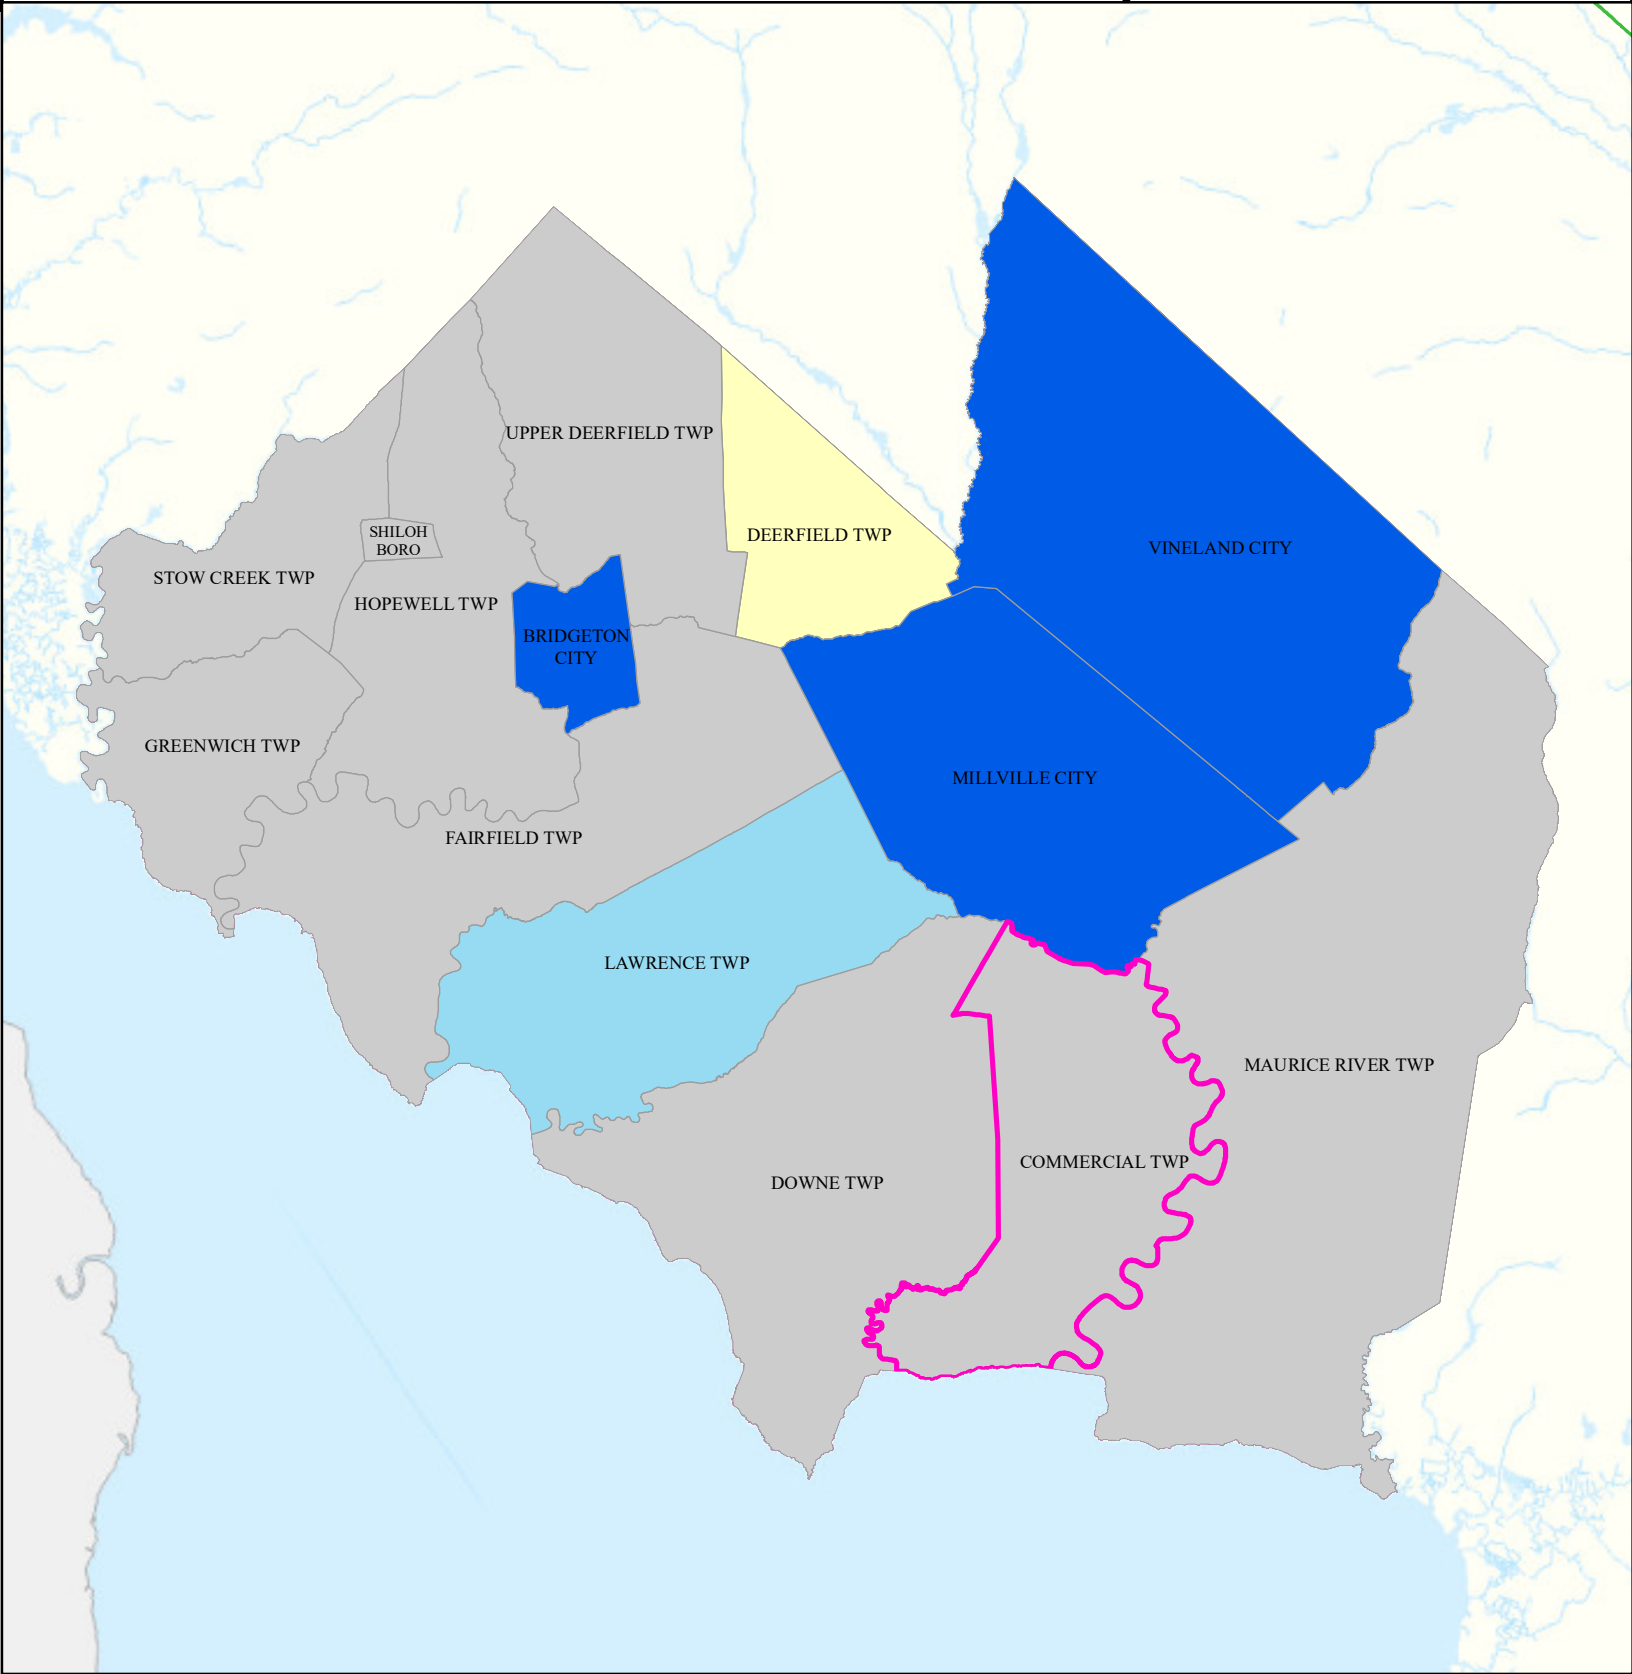 UPPER DEERFIELD TWP
SHILOH
BORO
DEERFIELD TWP
VINELAND CITY
STOW CREEK TWP
HOPEWELL TWP
BRIDGETON
CITY
GREENWICH TWP
MILLVILLE CITY
FAIRFIELD TWP
LAWRENCE TWP
MAURICE RIVER TWP
COMMERCIAL TWP
DOWNE TWP